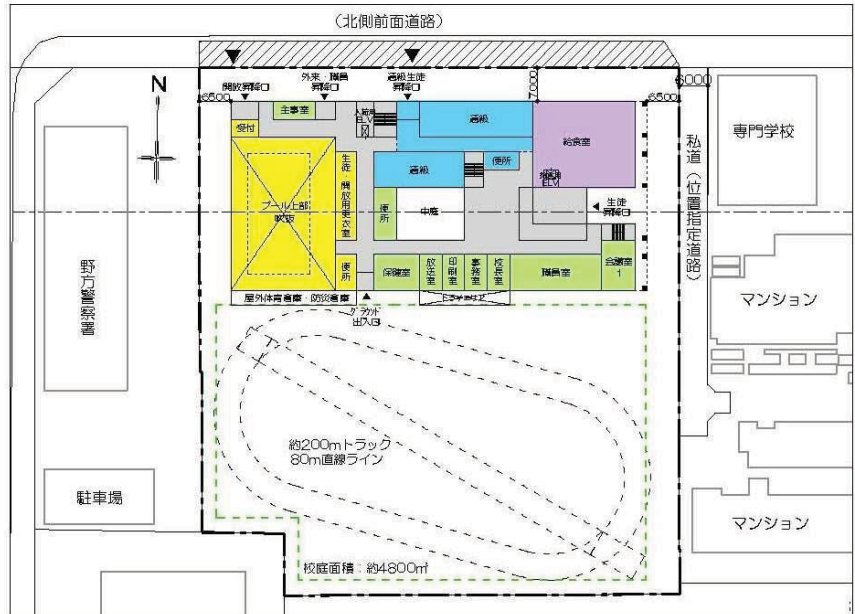 （北側前面道路）
開放昇降口
外来・職員
昇降口
通級生徒
昇降口
6500
7000
6500
6000
N
主事室
受付
通級
給食室
専門学校
通級
便所
プール上部
吹抜
生徒・開放用更衣室
便所
中庭
生徒
昇降口
私道（位置指定道路）
野方警察署
便所
保健室
放送室
印刷室
事務室
校長室
職員室
会議室
1
マンション
屋外体育倉庫・防災倉庫
グラウンド
出入口
約200mトラック
80m直線ライン
駐車場
マンション
校庭面積：約4800㎡